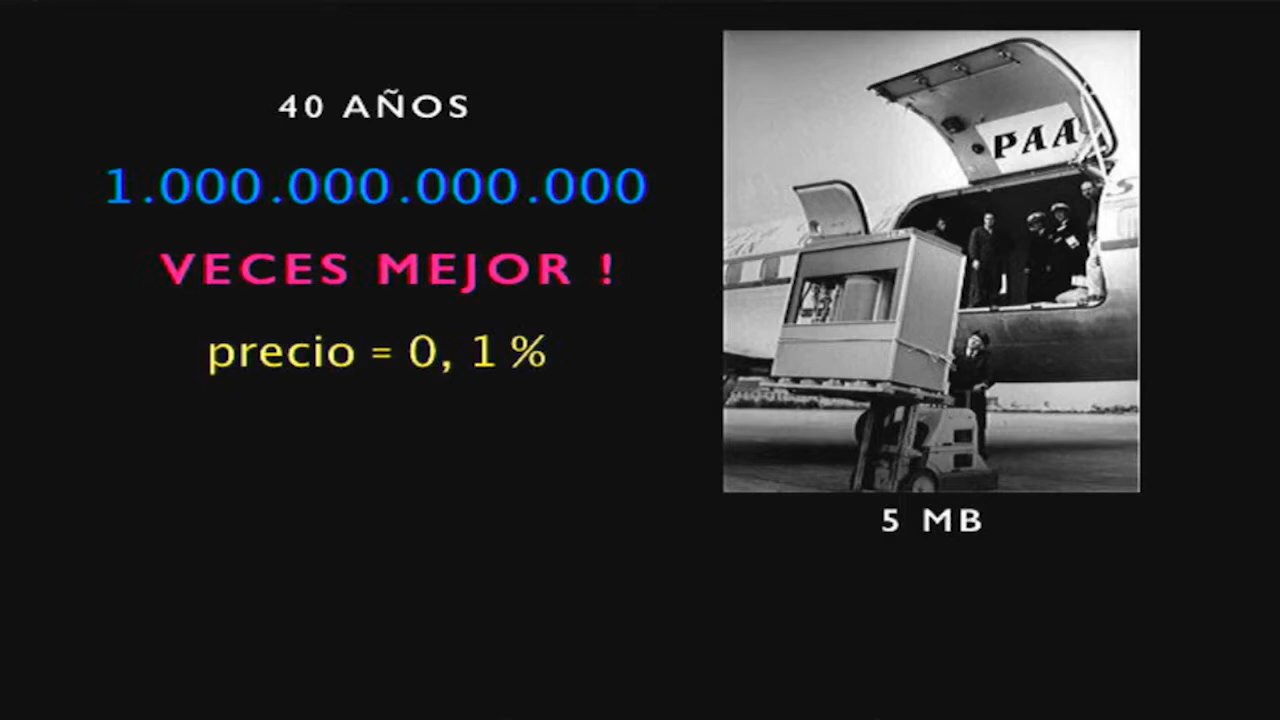 40 AÑOS
1.000.000.000.000
VECES MEJOR !
precio = 0, 1 %
PAA
5 MB